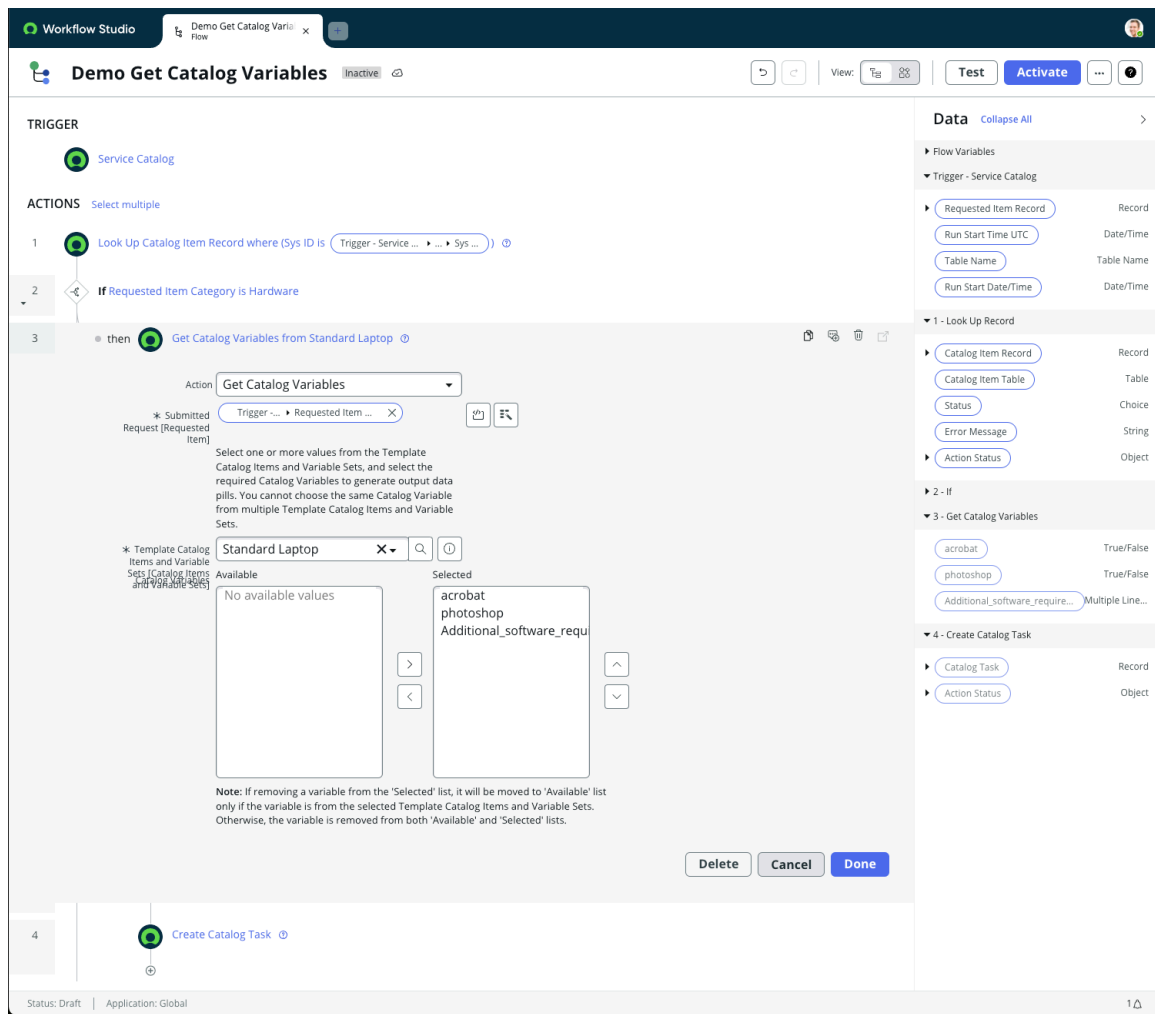 Workflow Studio
Demo Get Catalog Varia
Flow
Demo Get Catalog Variables
Inactive
View:
Test
Activate
TRIGGER
Service Catalog
ACTIONS
Select multiple
1
Look Up Catalog Item Record where (Sys ID is Trigger - Service ... ▸ ... ▸ Sys ... )
2
If Requested Item Category is Hardware
3
then
Get Catalog Variables from Standard Laptop
Action
Get Catalog Variables
* Submitted
Request [Requested
Item]
Trigger -... ▸ Requested Item ...
Select one or more values from the Template
Catalog Items and Variable Sets, and select the
required Catalog Variables to generate output data
pills. You cannot choose the same Catalog Variable
from multiple Template Catalog Items and Variable
Sets.
* Template Catalog
Items and Variable
Sets [Catalog Items
and Variable Sets]
Standard Laptop
Catalog Variables
Available
Selected
No available values
acrobat
photoshop
Additional_software_requi
Note: If removing a variable from the 'Selected' list, it will be moved to 'Available' list
only if the variable is from the selected Template Catalog Items and Variable Sets.
Otherwise, the variable is removed from both 'Available' and 'Selected' lists.
Delete
Cancel
Done
4
Create Catalog Task
Data
Collapse All
Flow Variables
Trigger - Service Catalog
Requested Item Record Record
Run Start Time UTC Date/Time
Table Name Table Name
Run Start Date/Time Date/Time
1 - Look Up Record
Catalog Item Record Record
Catalog Item Table Table
Status Choice
Error Message String
Action Status Object
2 - If
3 - Get Catalog Variables
acrobat True/False
photoshop True/False
Additional_software_require... Multiple Line...
4 - Create Catalog Task
Catalog Task Record
Action Status Object
Status: Draft
Application: Global
1